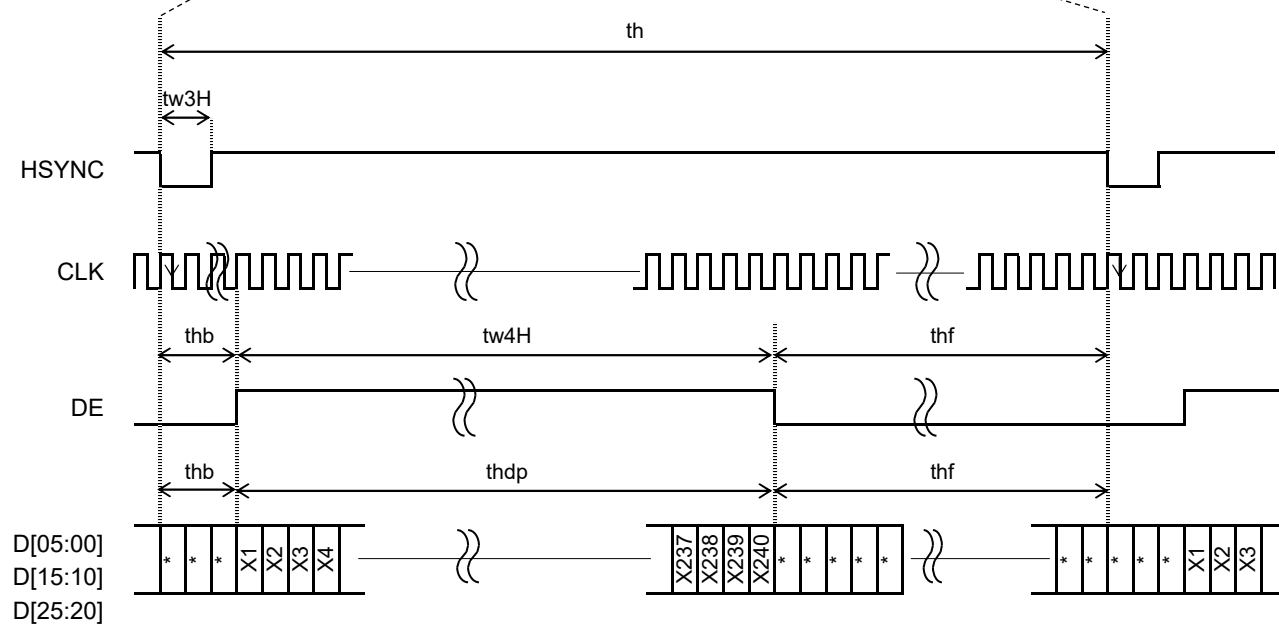 th
tw3H
HSYNC
CLK
thb tw4H thf
DE
thb thdp thf
D[05:00]
D[15:10]
D[25:20]
* * * X1 X2 X3 X4 X237 X238 X239 X240 * * * * * * * * * * X1 X2 X3